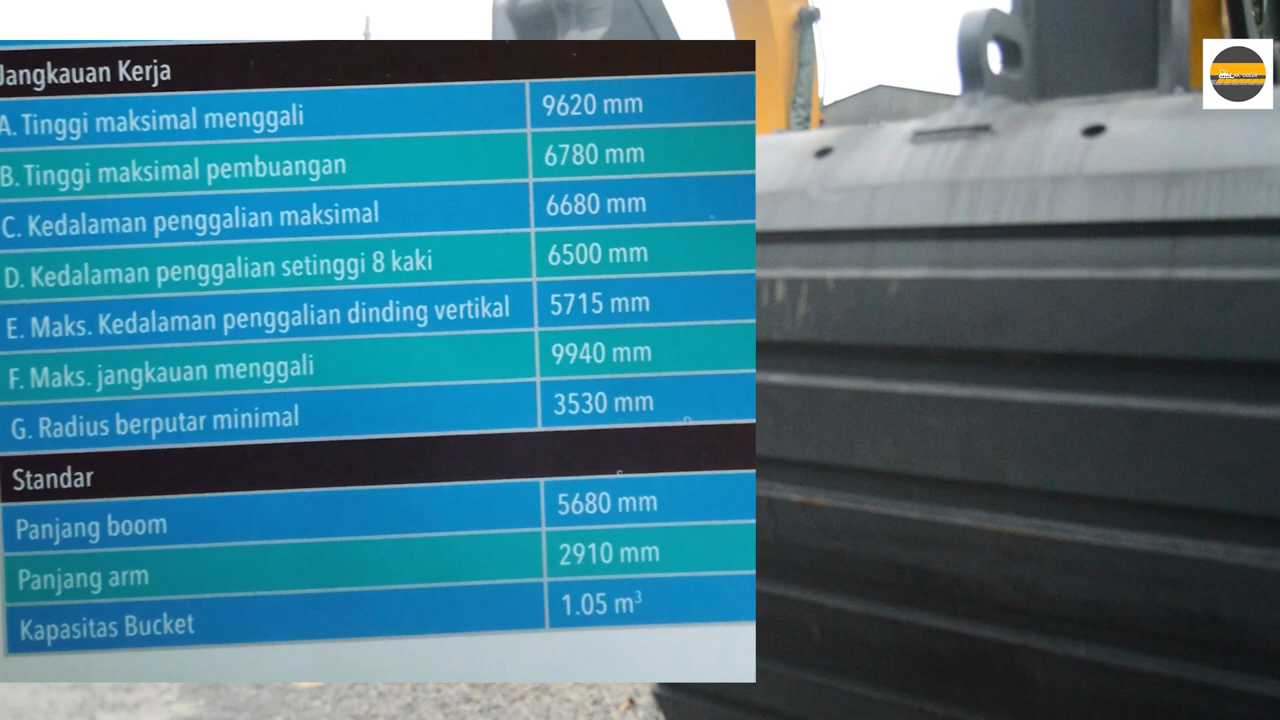 Jangkauan Kerja
A. Tinggi maksimal menggali 9620 mm
B. Tinggi maksimal pembuangan 6780 mm
C. Kedalaman penggalian maksimal 6680 mm
D. Kedalaman penggalian setinggi 8 kaki 6500 mm
E. Maks. Kedalaman penggalian dinding vertikal 5715 mm
F. Maks. jangkauan menggali 9940 mm
G. Radius berputar minimal 3530 mm
Standar
Panjang boom 5680 mm
Panjang arm 2910 mm
Kapasitas Bucket 1.05 m³